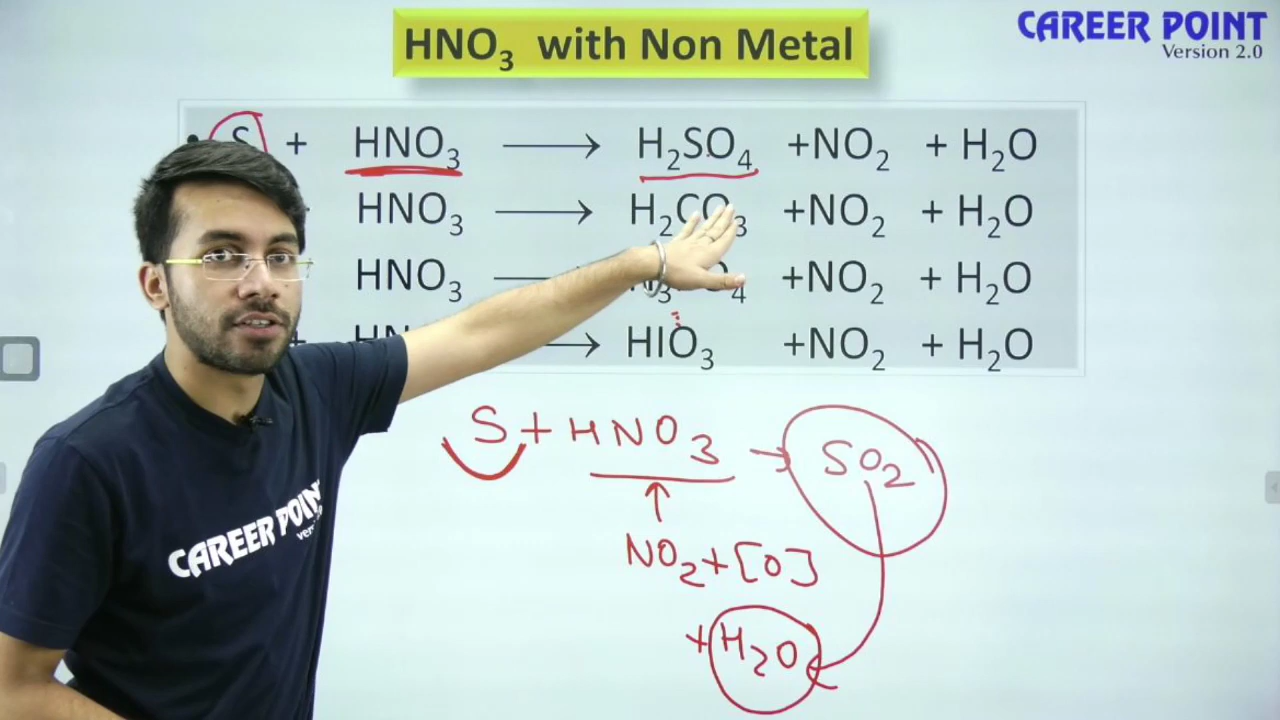 HNO₃ with Non Metal
CAREER POINT
Version 2.0
• S + HNO₃ ⟶ H₂SO₄ +NO₂ + H₂O
HNO₃ ⟶ H₂CO₃ +NO₂ + H₂O
HNO₃ ⟶ +NO₂ + H₂O
+ ⟶ HIO₃ +NO₂ + H₂O
S + HNO₃ → SO₂
NO₂ + [O]
+ H₂O
CAREER POINT